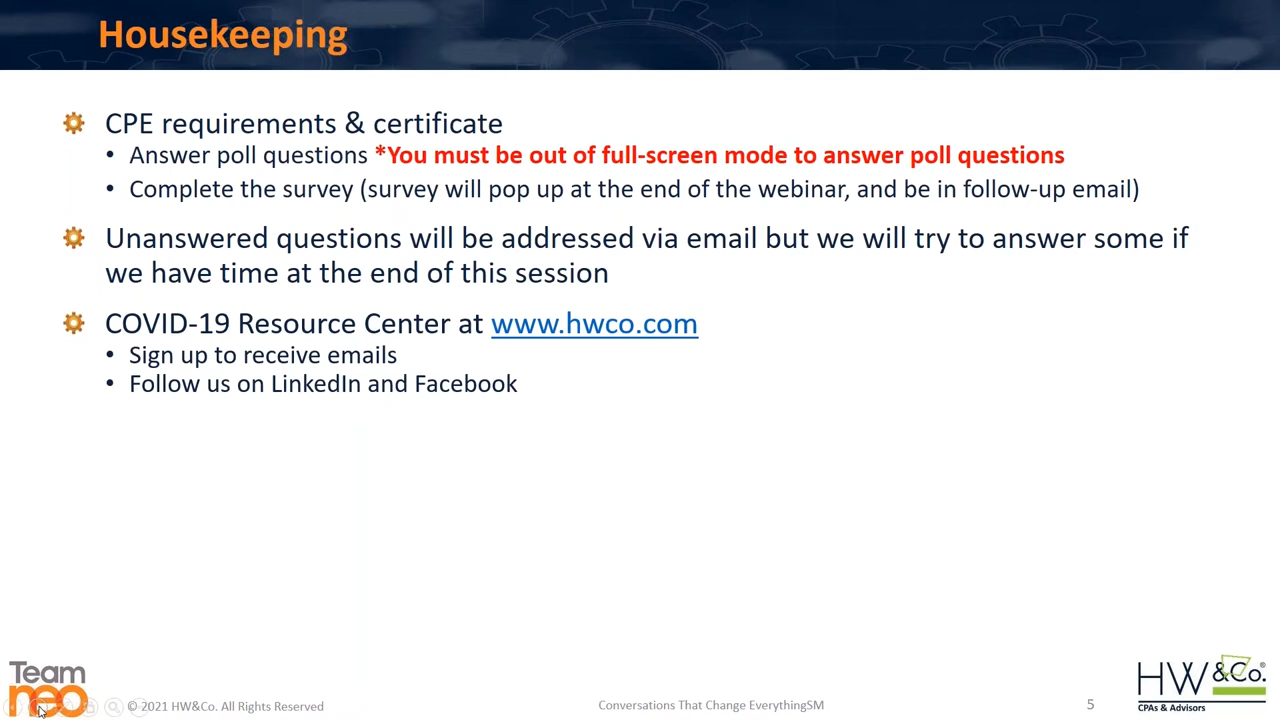 Housekeeping
CPE requirements & certificate
• Answer poll questions *You must be out of full-screen mode to answer poll questions
• Complete the survey (survey will pop up at the end of the webinar, and be in follow-up email)
Unanswered questions will be addressed via email but we will try to answer some if
we have time at the end of this session
COVID-19 Resource Center at www.hwco.com
• Sign up to receive emails
• Follow us on LinkedIn and Facebook
Team
neo
© 2021 HW&Co. All Rights Reserved
Conversations That Change EverythingSM
5
HW&Co.®
CPAs & Advisors